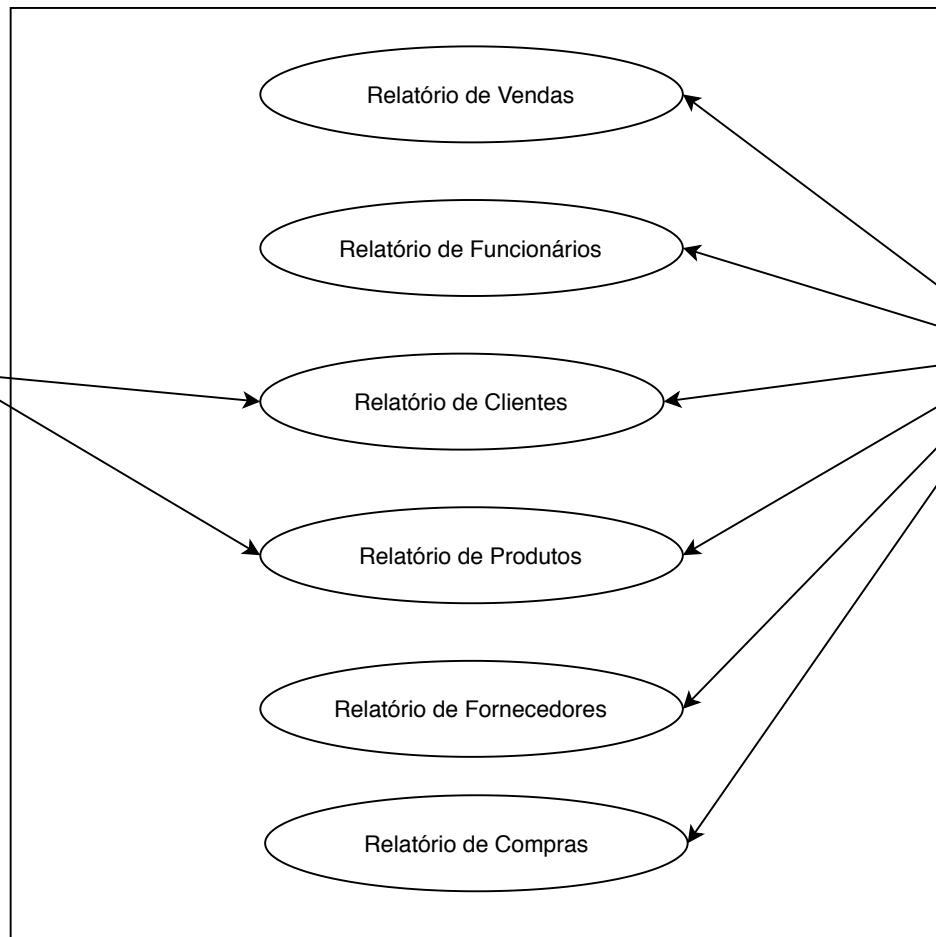 Relatório de Vendas
Relatório de Funcionários
Relatório de Clientes
Relatório de Produtos
Relatório de Fornecedores
Relatório de Compras